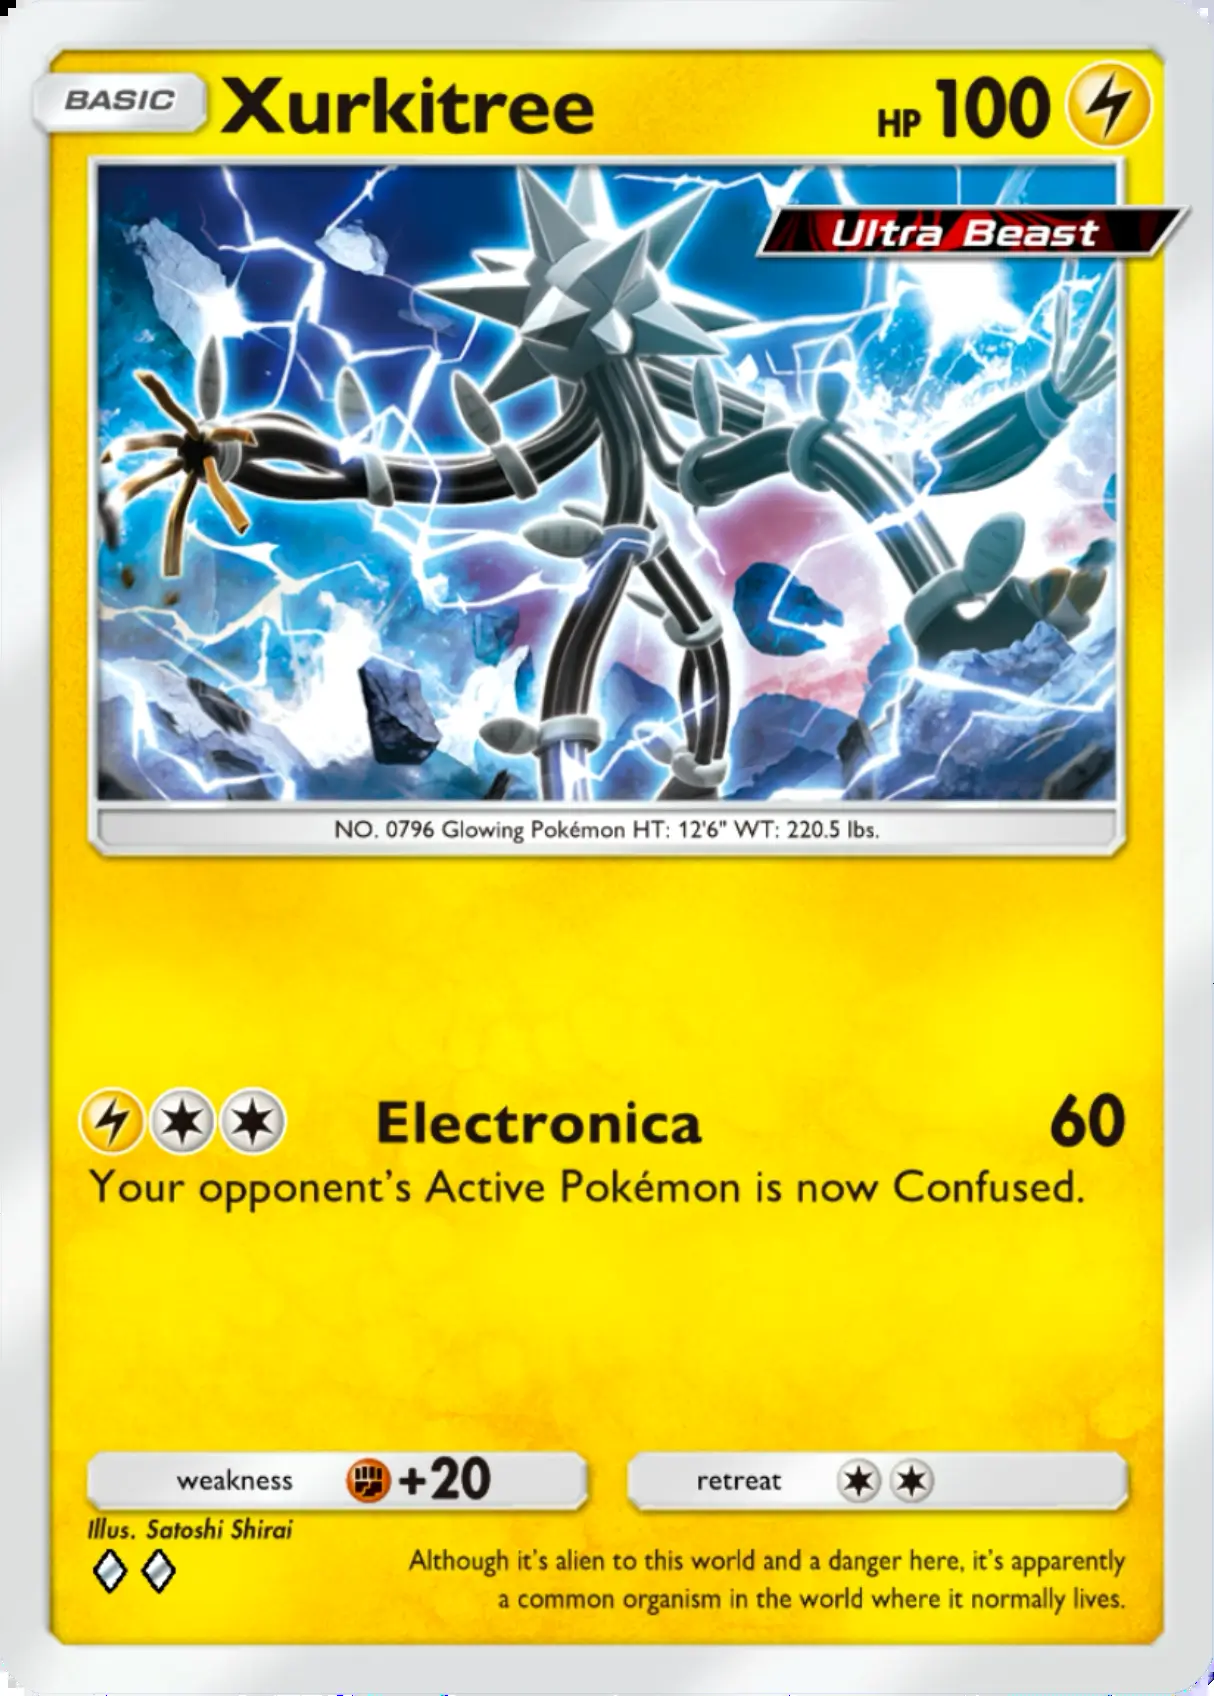 BASIC Xurkitree HP 100
Ultra Beast
NO. 0796 Glowing Pokémon HT: 12'6" WT: 220.5 lbs.
Electronica 60
Your opponent's Active Pokémon is now Confused.
weakness +20 retreat
Illus. Satoshi Shirai
Although it's alien to this world and a danger here, it's apparently
a common organism in the world where it normally lives.